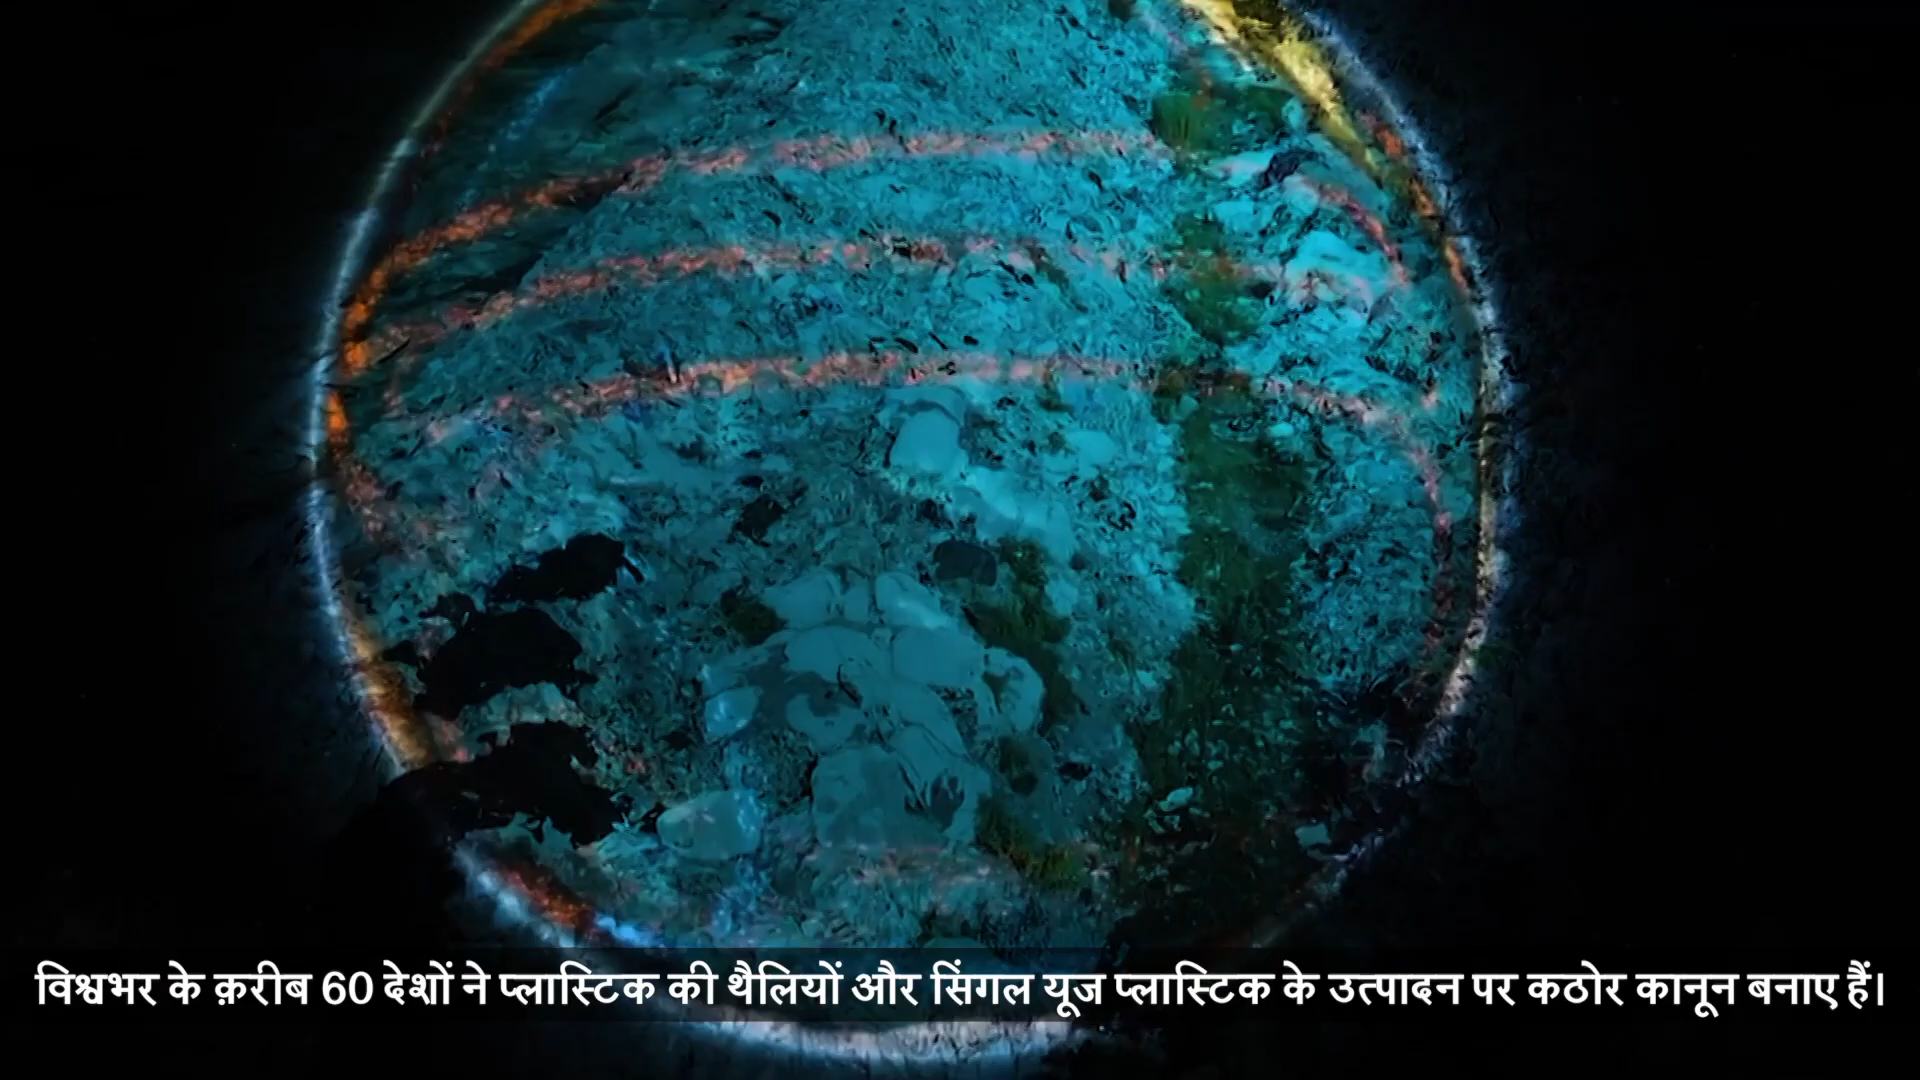 विश्वभर के क़रीब 60 देशों ने प्लास्टिक की थैलियों और सिंगल यूज प्लास्टिक के उत्पादन पर कठोर कानून बनाए हैं।